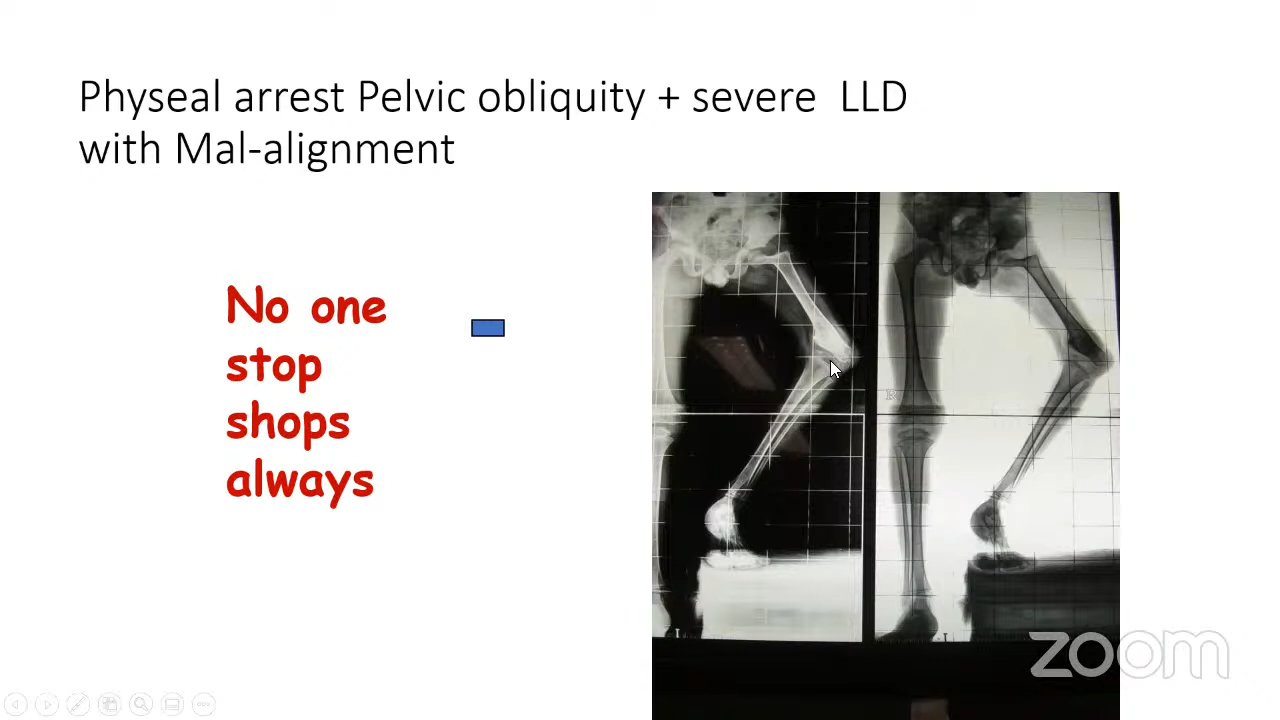 Physeal arrest Pelvic obliquity + severe LLD
with Mal-alignment
No one
stop
shops
always
R
zoom